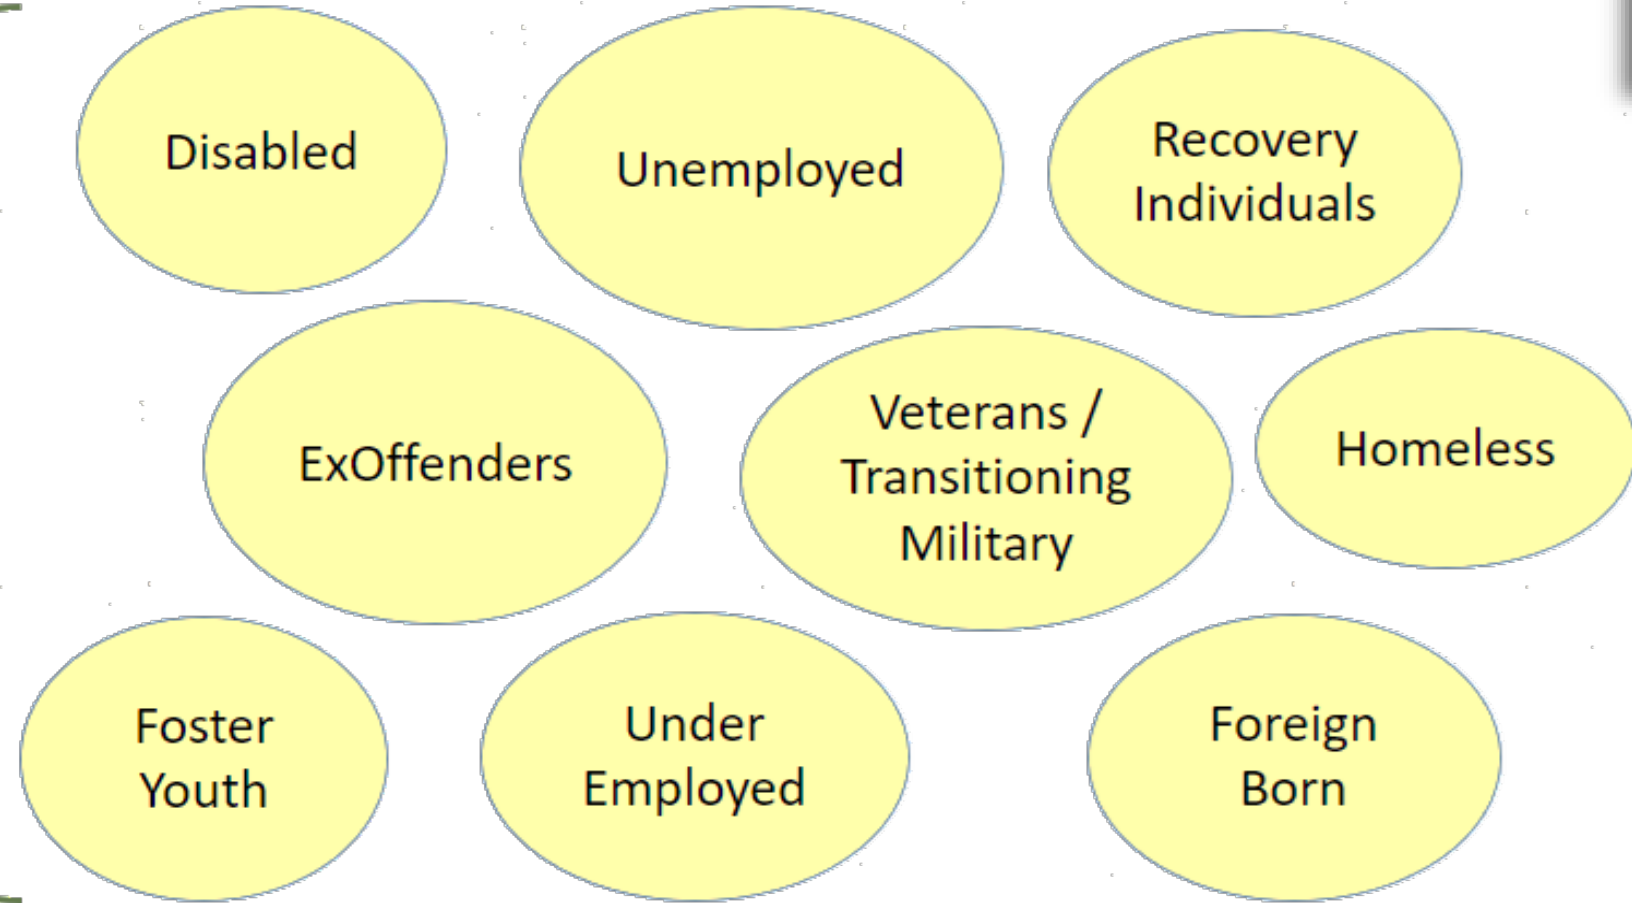 Disabled
Unemployed
Recovery
Individuals
ExOffenders
Veterans /
Transitioning
Military
Homeless
Foster
Youth
Under
Employed
Foreign
Born